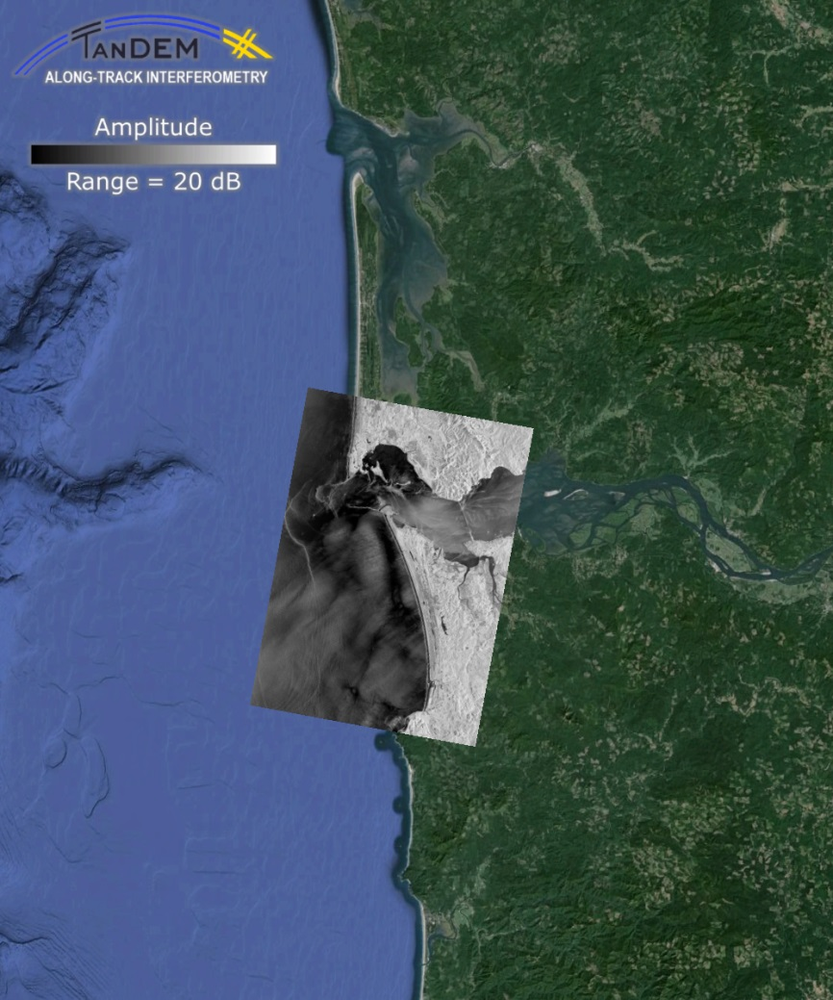 TanDEM
ALONG-TRACK INTERFEROMETRY
Amplitude
Range = 20 dB